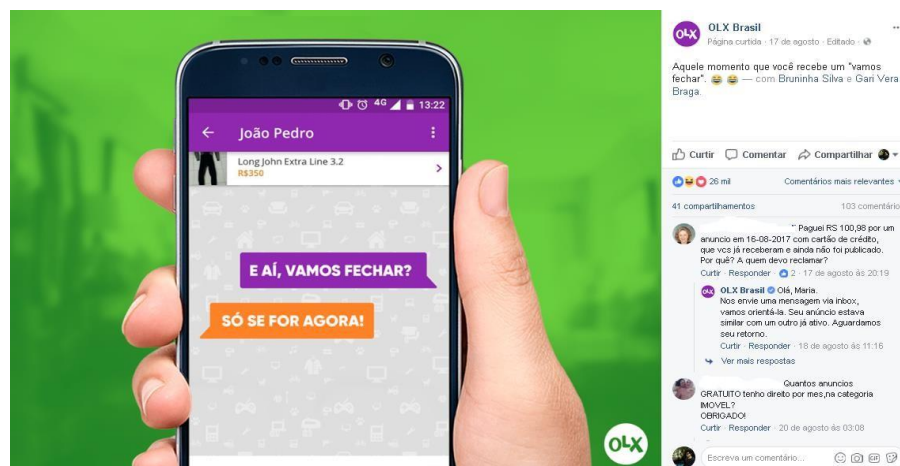 4G 13:22
João Pedro
Long John Extra Line 3.2
R$350
E AÍ, VAMOS FECHAR?
SÓ SE FOR AGORA!
OLX
OLX
OLX Brasil
Página curtida · 17 de agosto · Editado ·
Aquele momento que você recebe um "vamos
fechar". 😂 😂 — com Bruninha Silva e Gari Vera
Braga.
Curtir Comentar Compartilhar
26 mil Comentários mais relevantes
41 compartilhamentos 103 comentário
Paguei RS 100,98 por um
anuncio em 16-08-2017 com cartão de crédito,
que vcs já receberam e ainda não foi publicado.
Por quê? A quem devo reclamar?
Curtir · Responder · 2 · 17 de agosto às 20:19
OLX
OLX Brasil Olá, Maria.
Nos envie uma mensagem via inbox,
vamos orientá-la. Seu anúncio estava
similar com um outro já ativo. Aguardamos
seu retorno.
Curtir · Responder · 18 de agosto às 11:16
Ver mais respostas
Quantos anuncios
GRATUITO tenho direito por mes,na categoria
IMOVEL?
OBRIGADO!
Curtir · Responder · 20 de agosto às 03:08
Escreva um comentário... GIF